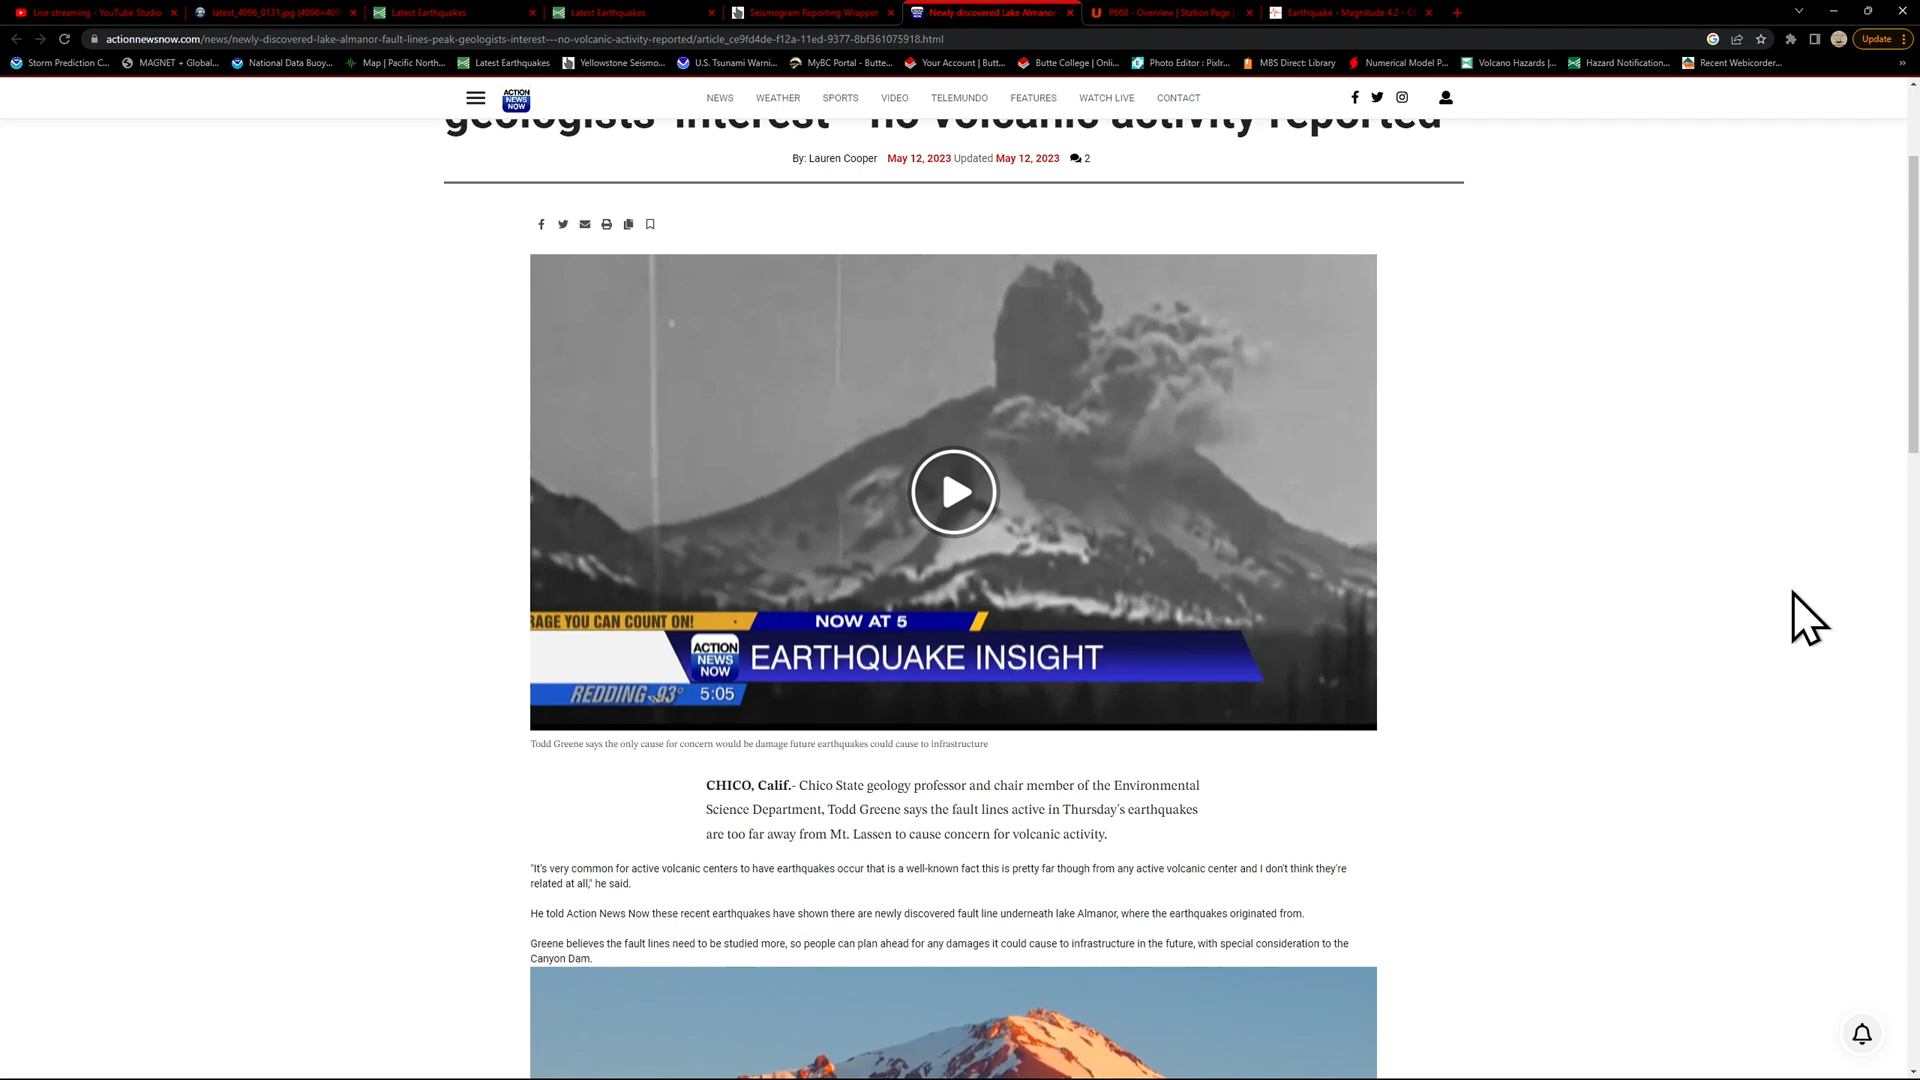 Live streaming - YouTube Studio
latest_4096_0131.jpg (4096×409
Latest Earthquakes
Latest Earthquakes
Seismogram Reporting Wrapper
Newly discovered Lake Almanor
P668 - Overview | Station Page |
Earthquake - Magnitude 4.2 - C
actionnewsnow.com/news/newly-discovered-lake-almanor-fault-lines-peak-geologists-interest---no-volcanic-activity-reported/article_ce9fd4de-f12a-11ed-9377-8bf361075918.html
Update
Storm Prediction C...
MAGNET + Global...
National Data Buoy...
Map | Pacific North...
Latest Earthquakes
Yellowstone Seismo...
U.S. Tsunami Warni...
MyBC Portal - Butte...
Your Account | Butt...
Butte College | Onli...
Photo Editor : Pixlr...
MBS Direct: Library
Numerical Model P...
Volcano Hazards |...
Hazard Notification...
Recent Webicorder...
ACTION
NEWS
NOW
NEWS WEATHER SPORTS VIDEO TELEMUNDO FEATURES WATCH LIVE CONTACT
geologists' interest - no volcanic activity reported
By: Lauren Cooper May 12, 2023 Updated May 12, 2023 2
RAGE YOU CAN COUNT ON!
NOW AT 5
ACTION
NEWS
NOW
EARTHQUAKE INSIGHT
REDDING 93° 5:05
Todd Greene says the only cause for concern would be damage future earthquakes could cause to infrastructure
CHICO, Calif.- Chico State geology professor and chair member of the Environmental
Science Department, Todd Greene says the fault lines active in Thursday's earthquakes
are too far away from Mt. Lassen to cause concern for volcanic activity.
"It's very common for active volcanic centers to have earthquakes occur that is a well-known fact this is pretty far though from any active volcanic center and I don't think they're
related at all," he said.
He told Action News Now these recent earthquakes have shown there are newly discovered fault line underneath lake Almanor, where the earthquakes originated from.
Greene believes the fault lines need to be studied more, so people can plan ahead for any damages it could cause to infrastructure in the future, with special consideration to the
Canyon Dam.